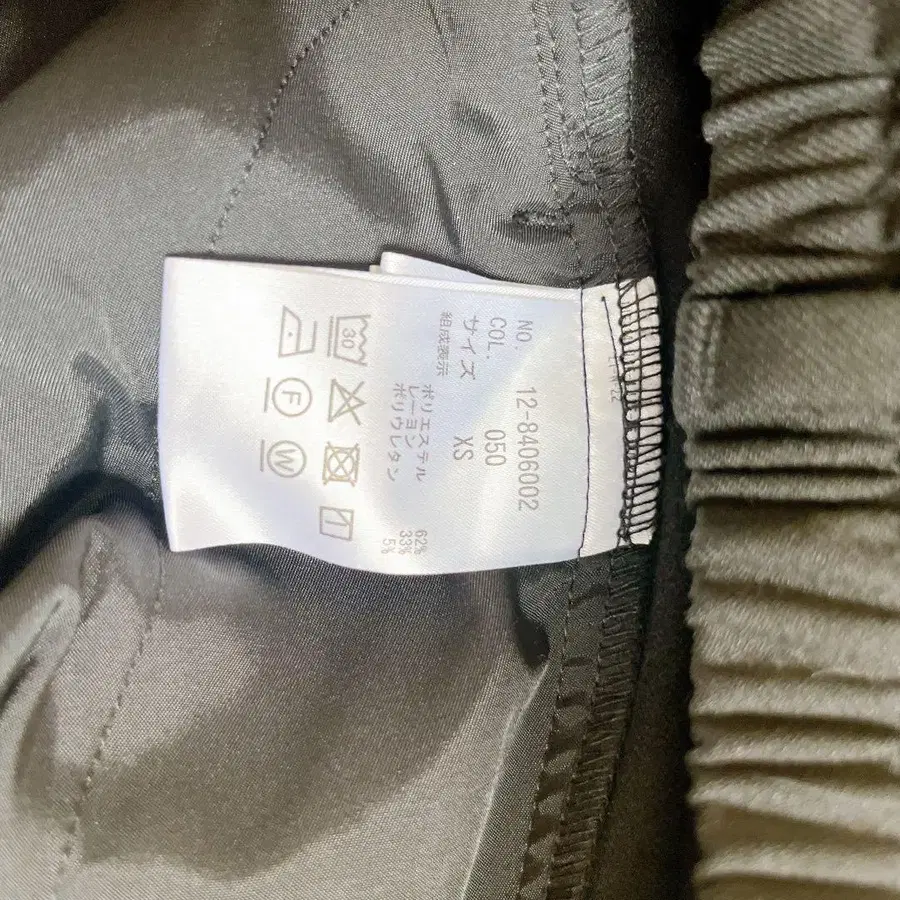 No. 12-8406002
COL. 050
サイズ XS
組成表示
ポリエステル 62%
レーヨン 33%
ポリウレタン 5%
30
F
W